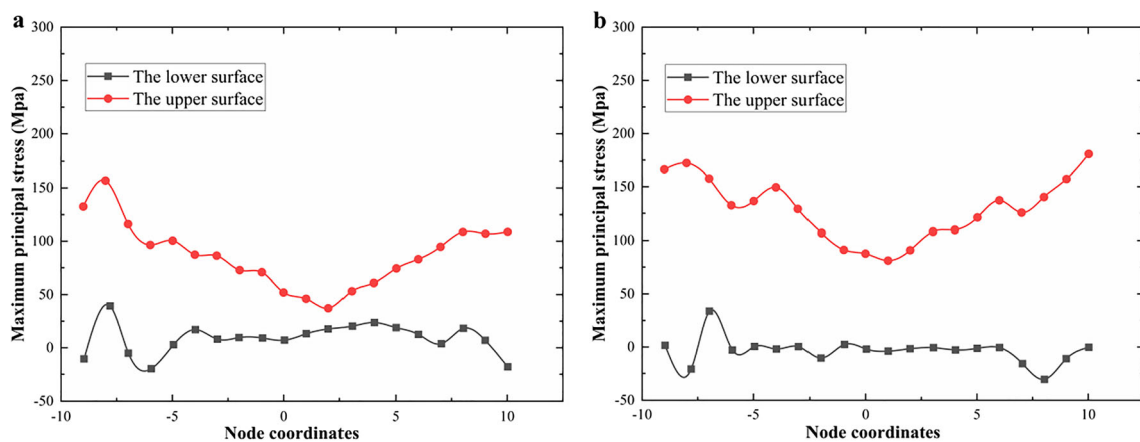 a
300
250
200
150
100
50
0
-50
Maximum principal stress (Mpa)
The lower surface
The upper surface
-10
-5
0
5
10
Node coordinates
b
300
250
200
150
100
50
0
-50
Maximum principal stress (Mpa)
The lower surface
The upper surface
-10
-5
0
5
10
Node coordinates